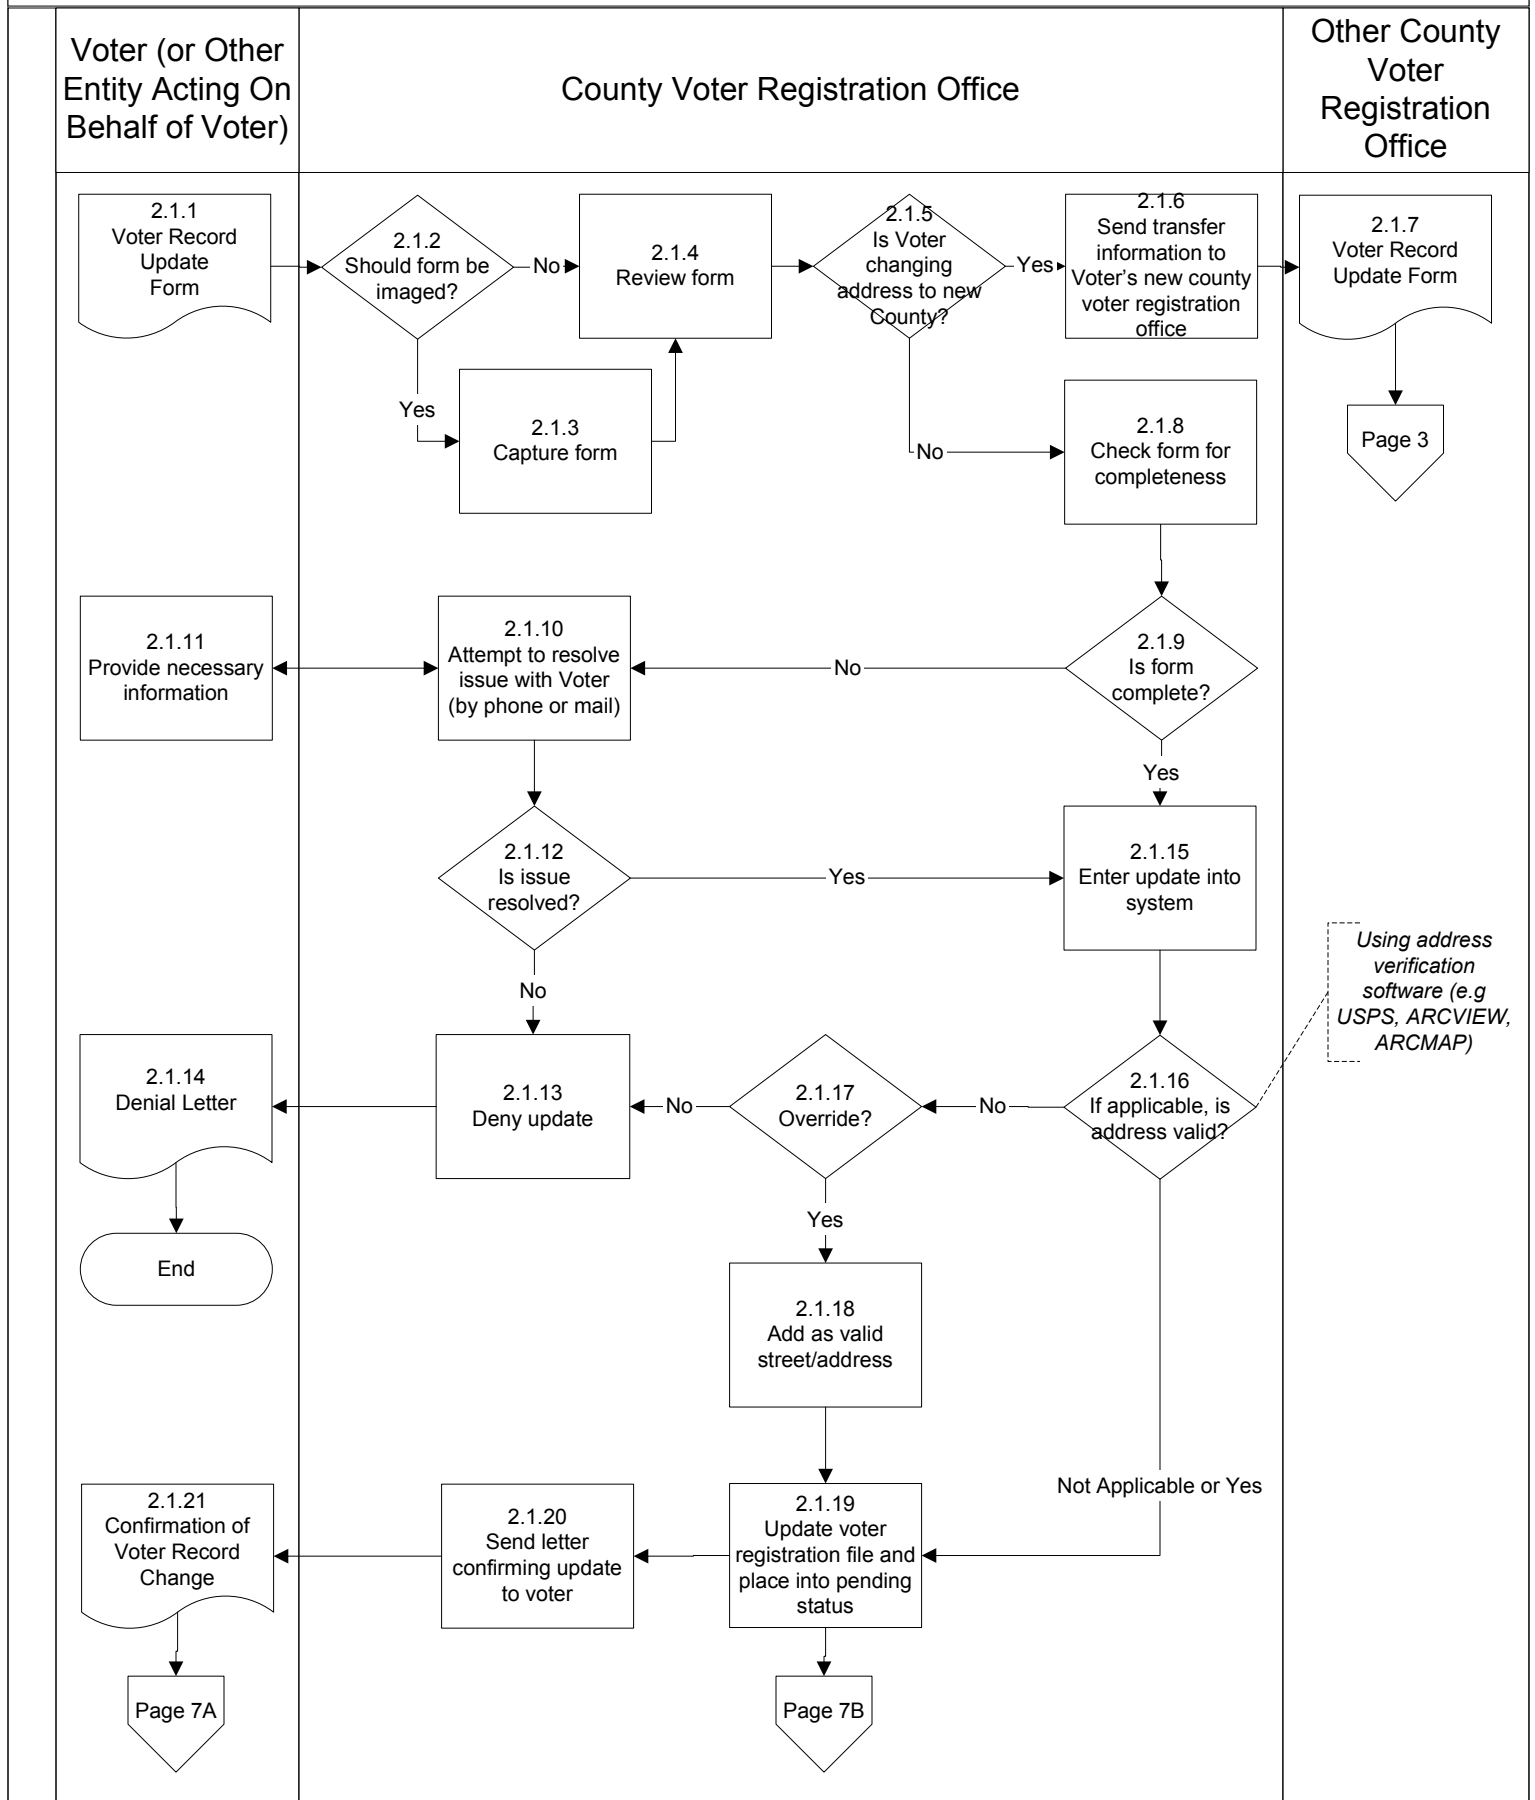 Voter (or Other
Entity Acting On
Behalf of Voter)
County Voter Registration Office
Other County
Voter
Registration
Office
2.1.1
Voter Record
Update
Form
2.1.2
Should form be
imaged?
No
2.1.4
Review form
2.1.5
Is Voter
changing
address to new
County?
Yes
2.1.6
Send transfer
information to
Voter's new county
voter registration
office
2.1.7
Voter Record
Update Form
Yes
2.1.3
Capture form
No
2.1.8
Check form for
completeness
Page 3
2.1.11
Provide necessary
information
2.1.10
Attempt to resolve
issue with Voter
(by phone or mail)
No
2.1.9
Is form
complete?
Yes
2.1.12
Is issue
resolved?
Yes
2.1.15
Enter update into
system
Using address
verification
software (e.g
USPS, ARCVIEW,
ARCMAP)
No
2.1.14
Denial Letter
2.1.13
Deny update
No
2.1.17
Override?
No
2.1.16
If applicable, is
address valid?
Yes
End
2.1.18
Add as valid
street/address
Not Applicable or Yes
2.1.21
Confirmation of
Voter Record
Change
2.1.20
Send letter
confirming update
to voter
2.1.19
Update voter
registration file and
place into pending
status
Page 7A
Page 7B